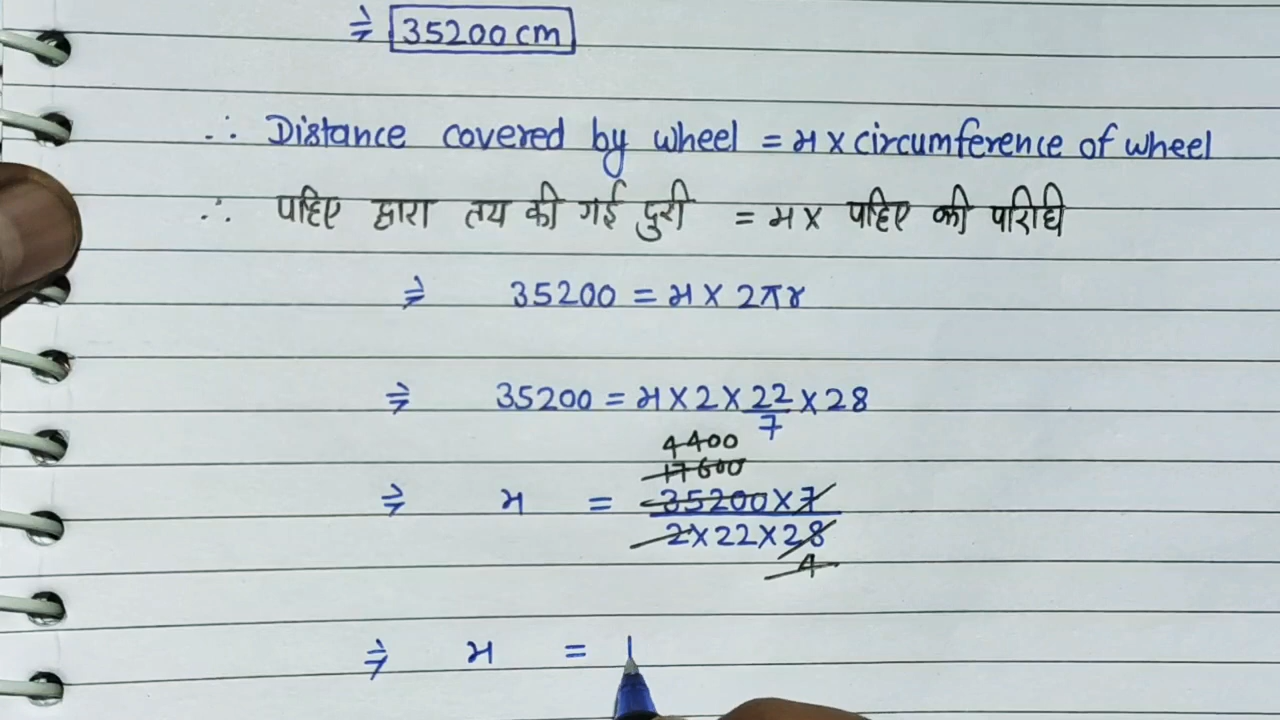 ⇒ 35200 cm
∴ Distance covered by wheel = n × circumference of wheel
∴ पहिए द्वारा तय की गई दुरी = n × पहिए की परिधि
⇒ 35200 = n × 2πr
⇒ 35200 = n × 2 × 22/7 × 28
4400
17600
⇒ n = 35200 × 7 / 2 × 22 × 28
4
⇒ n = 1